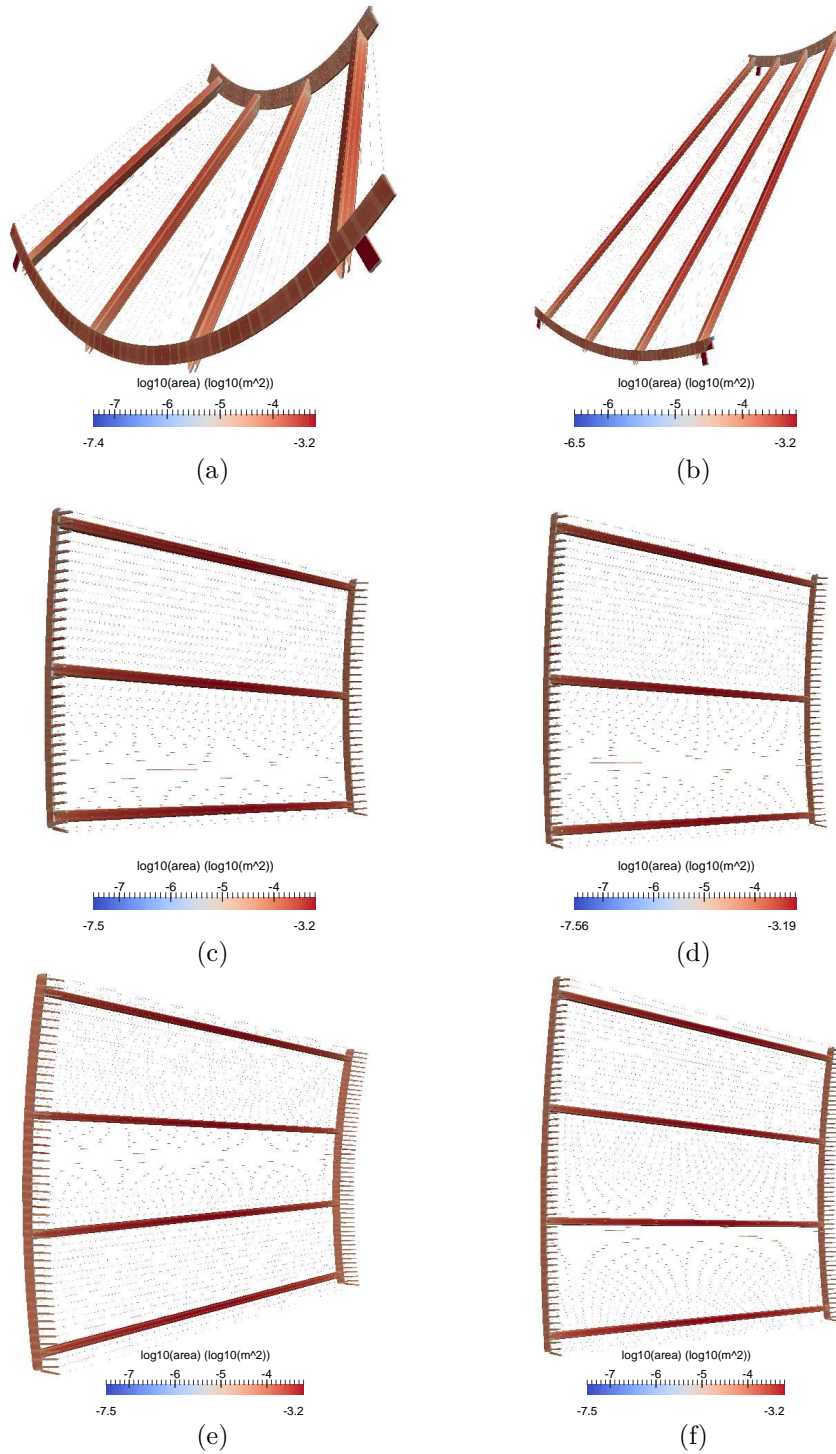 log10(area) (log10(m^2))
-7 -6 -5 -4
-7.4 -3.2
(a)
log10(area) (log10(m^2))
-6 -5 -4
-6.5 -3.2
(b)
log10(area) (log10(m^2))
-7 -6 -5 -4
-7.5 -3.2
(c)
log10(area) (log10(m^2))
-7 -6 -5 -4
-7.56 -3.19
(d)
log10(area) (log10(m^2))
-7 -6 -5 -4
-7.5 -3.2
(e)
log10(area) (log10(m^2))
-7 -6 -5 -4
-7.5 -3.2
(f)